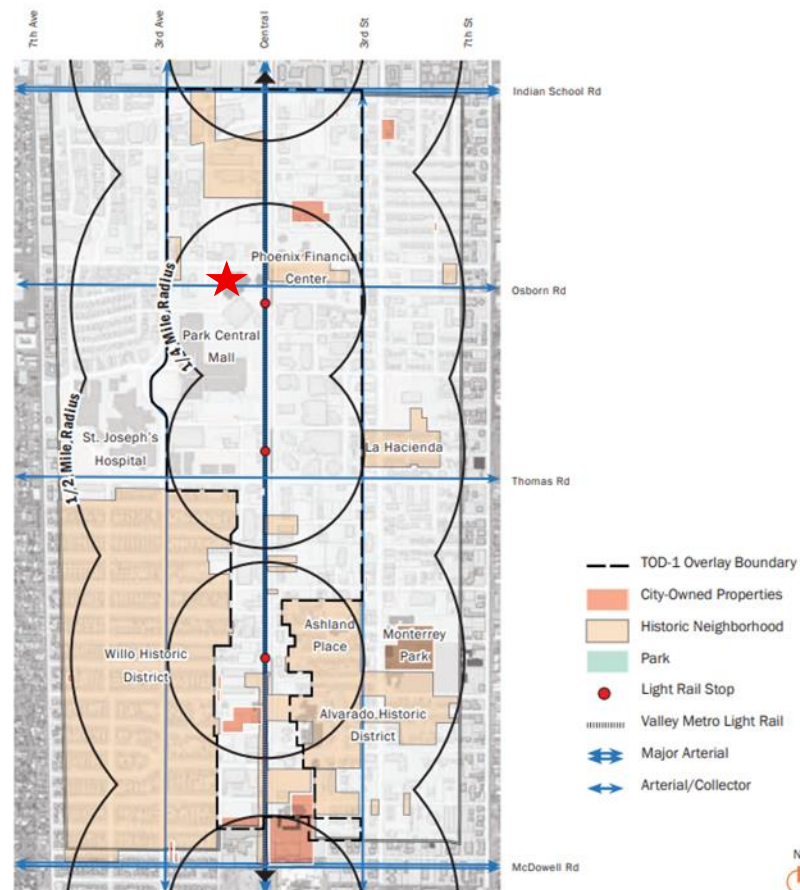 7th Ave
3rd Ave
Central
3rd St
7th St
Indian School Rd
Phoenix Financial
Center
Osborn Rd
1/4 Mile Radius
Park Central
Mall
1/2 Mile Radius
St. Joseph's
Hospital
La Hacienda
Thomas Rd
Ashland
Place
Monterrey
Park
Willo Historic
District
Alvarado Historic
District
McDowell Rd
TOD-1 Overlay Boundary
City-Owned Properties
Historic Neighborhood
Park
Light Rail Stop
Valley Metro Light Rail
Major Arterial
Arterial/Collector
N